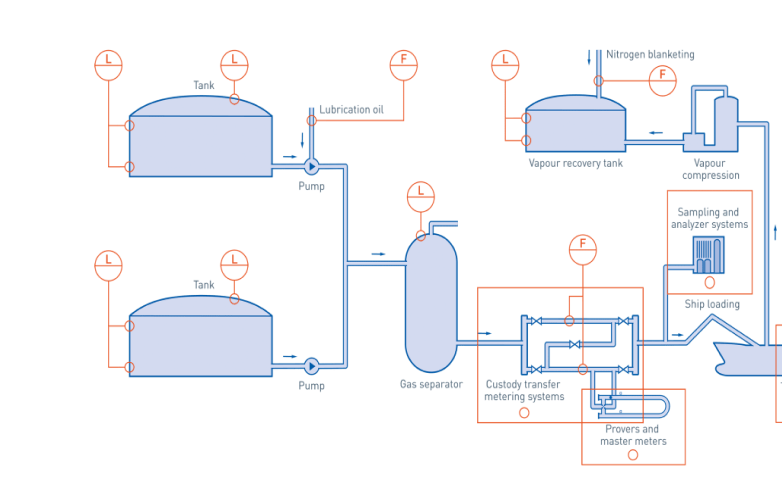 L
L
F
L
Nitrogen blanketing
F
Tank
Lubrication oil
Pump
Vapour recovery tank
Vapour
compression
L
Sampling and
analyzer systems
L
L
F
Tank
Ship loading
Pump
Gas separator
Custody transfer
metering systems
Provers and
master meters